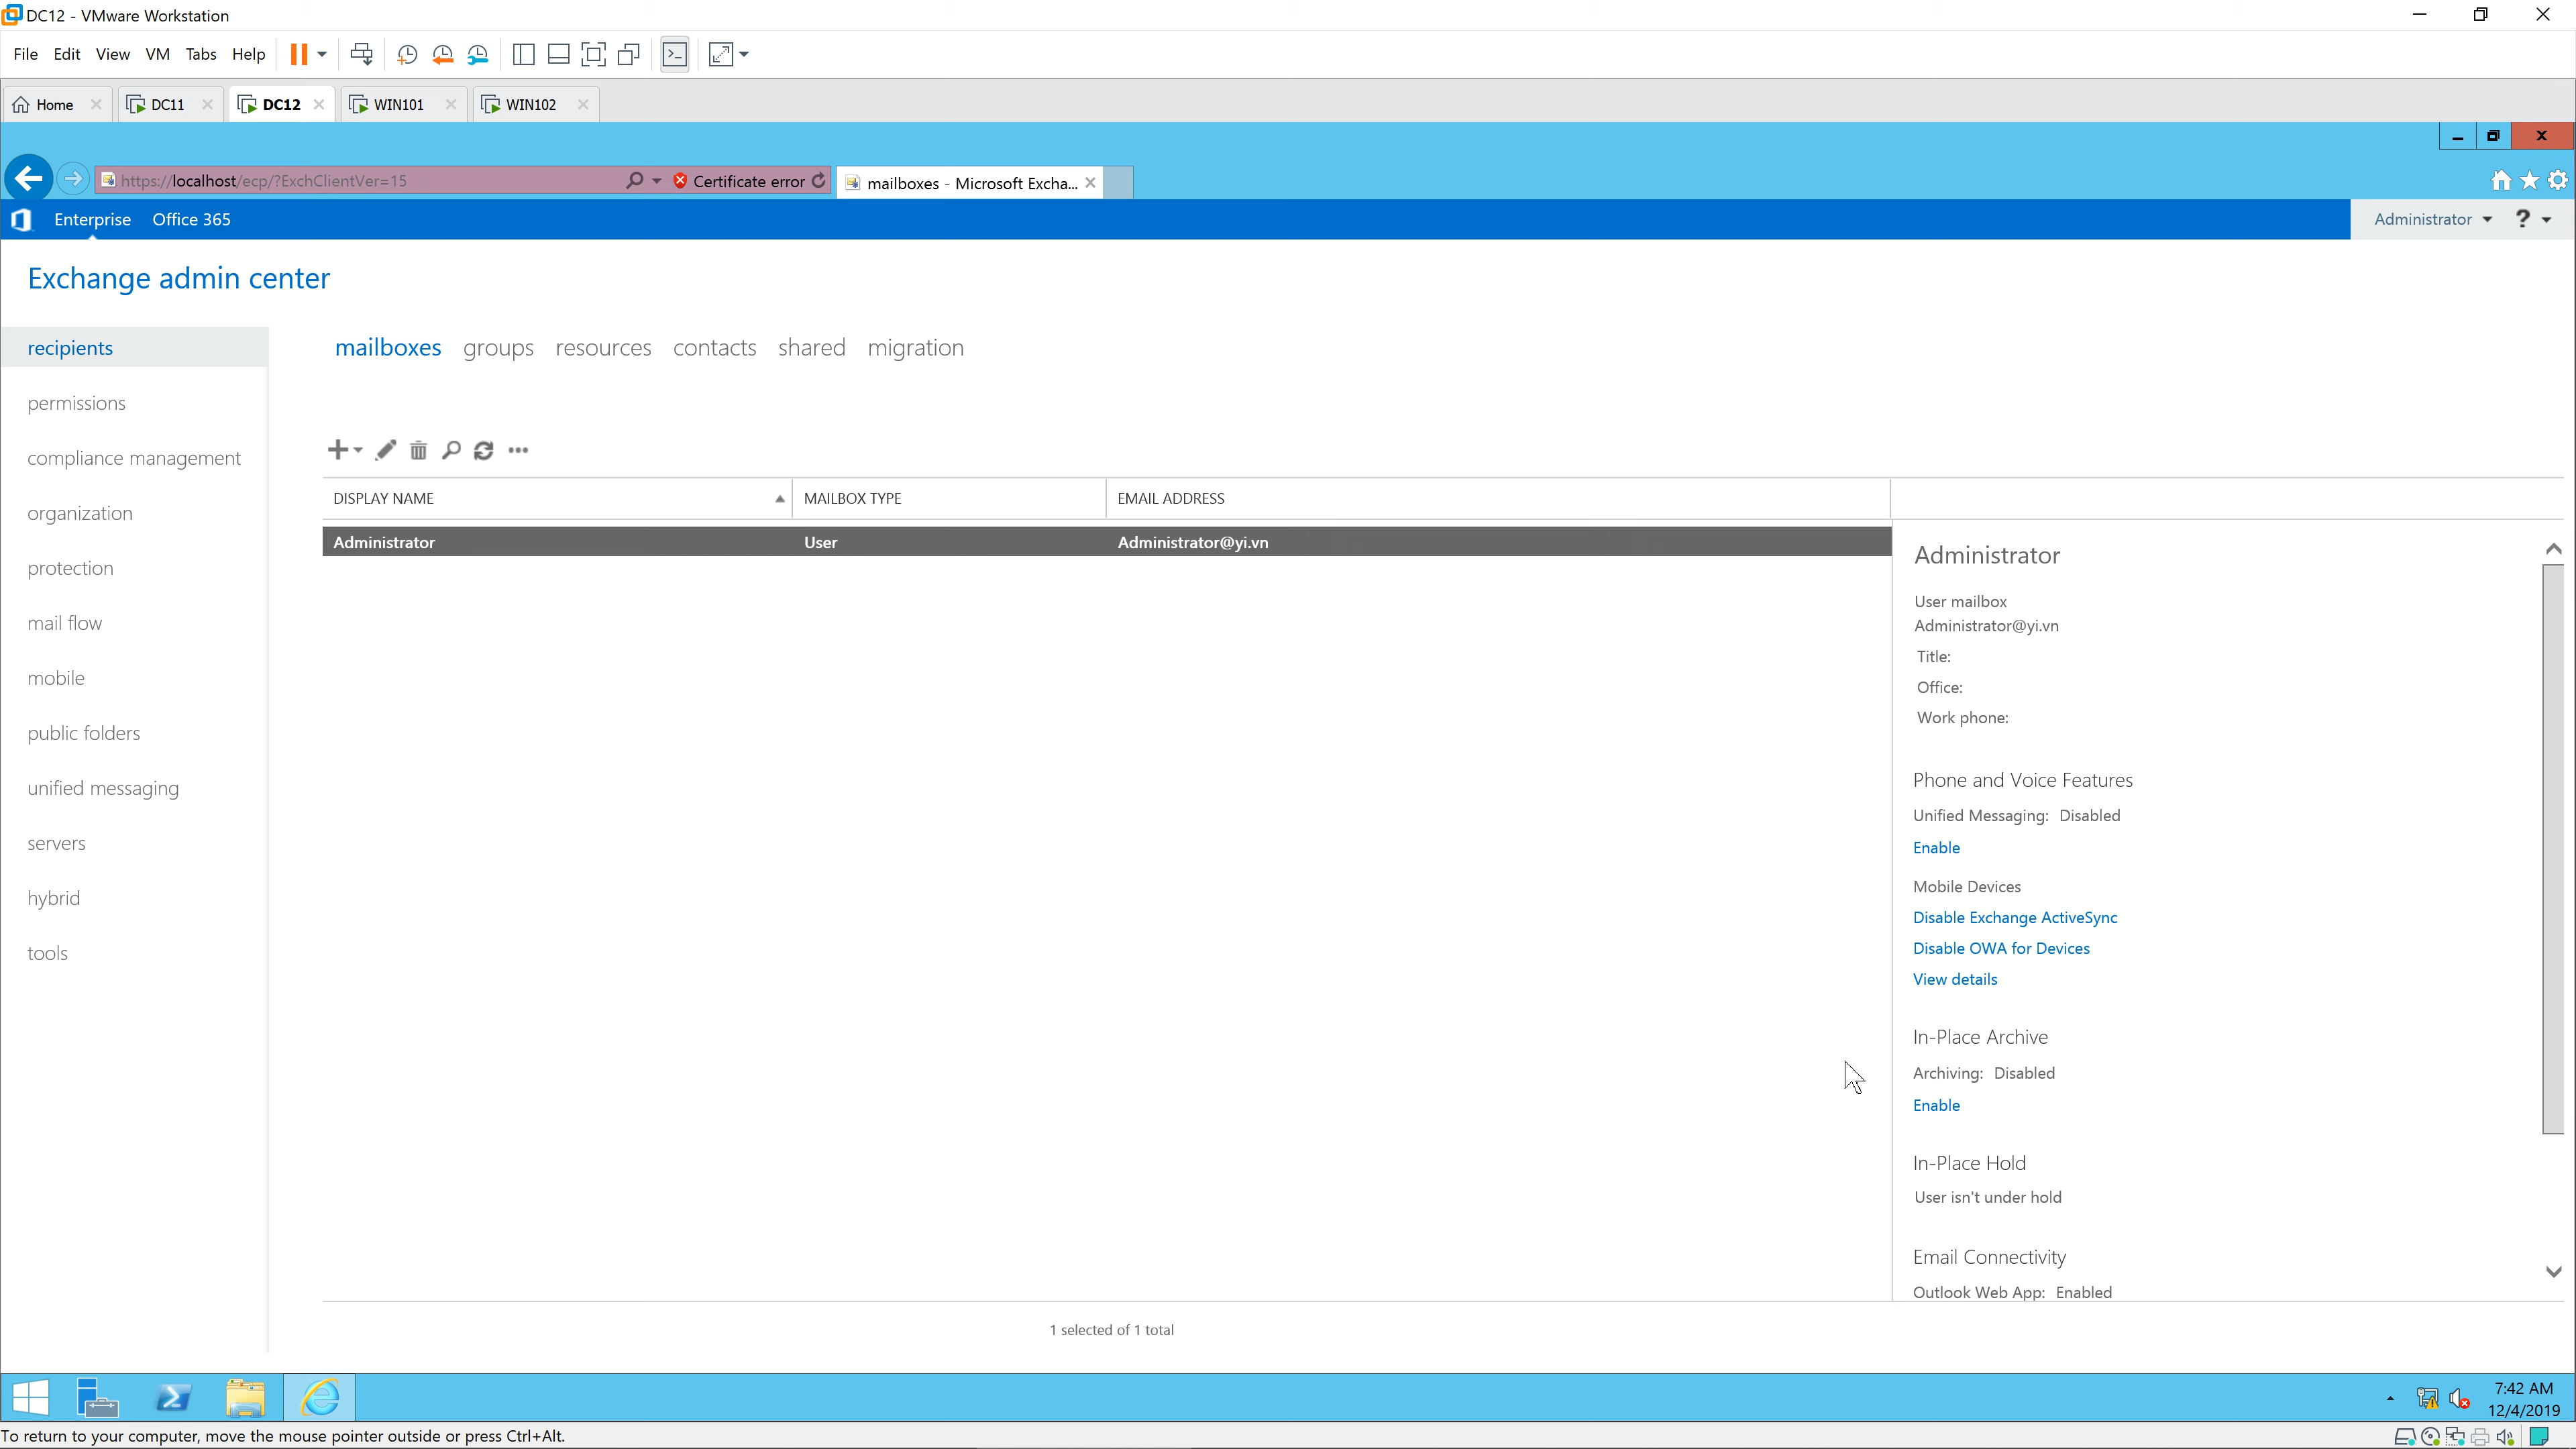 DC12 - VMware Workstation
File Edit View VM Tabs Help
Home DC11 DC12 WIN101 WIN102
https://localhost/ecp/?ExchClientVer=15 Certificate error mailboxes - Microsoft Excha...
Enterprise Office 365 Administrator ?
Exchange admin center
recipients
permissions
compliance management
organization
protection
mail flow
mobile
public folders
unified messaging
servers
hybrid
tools
mailboxes groups resources contacts shared migration
DISPLAY NAME MAILBOX TYPE EMAIL ADDRESS
Administrator User Administrator@yi.vn
Administrator
User mailbox
Administrator@yi.vn
Title:
Office:
Work phone:
Phone and Voice Features
Unified Messaging: Disabled
Enable
Mobile Devices
Disable Exchange ActiveSync
Disable OWA for Devices
View details
In-Place Archive
Archiving: Disabled
Enable
In-Place Hold
User isn't under hold
Email Connectivity
Outlook Web App: Enabled
1 selected of 1 total
7:42 AM
12/4/2019
To return to your computer, move the mouse pointer outside or press Ctrl+Alt.